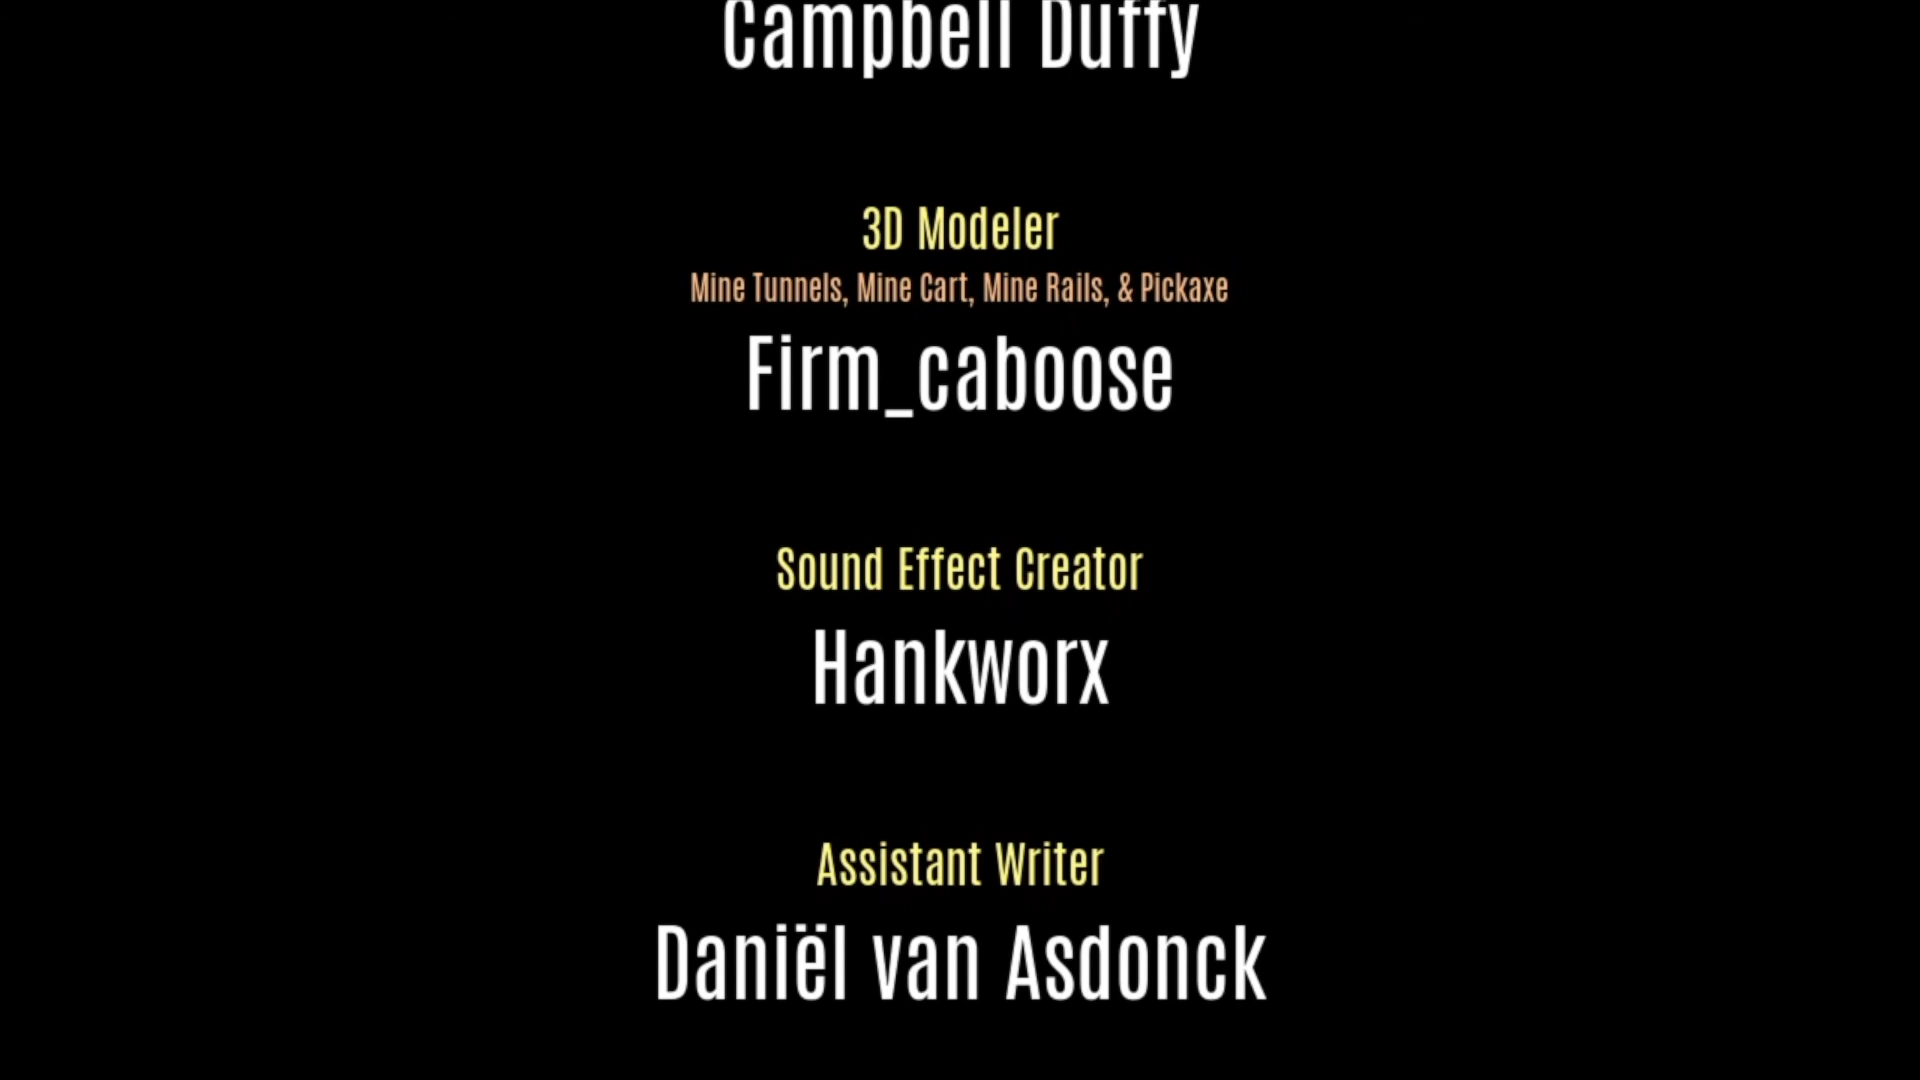 Campbell Duffy
3D Modeler
Mine Tunnels, Mine Cart, Mine Rails, & Pickaxe
Firm_caboose
Sound Effect Creator
Hankworx
Assistant Writer
Daniël van Asdonck